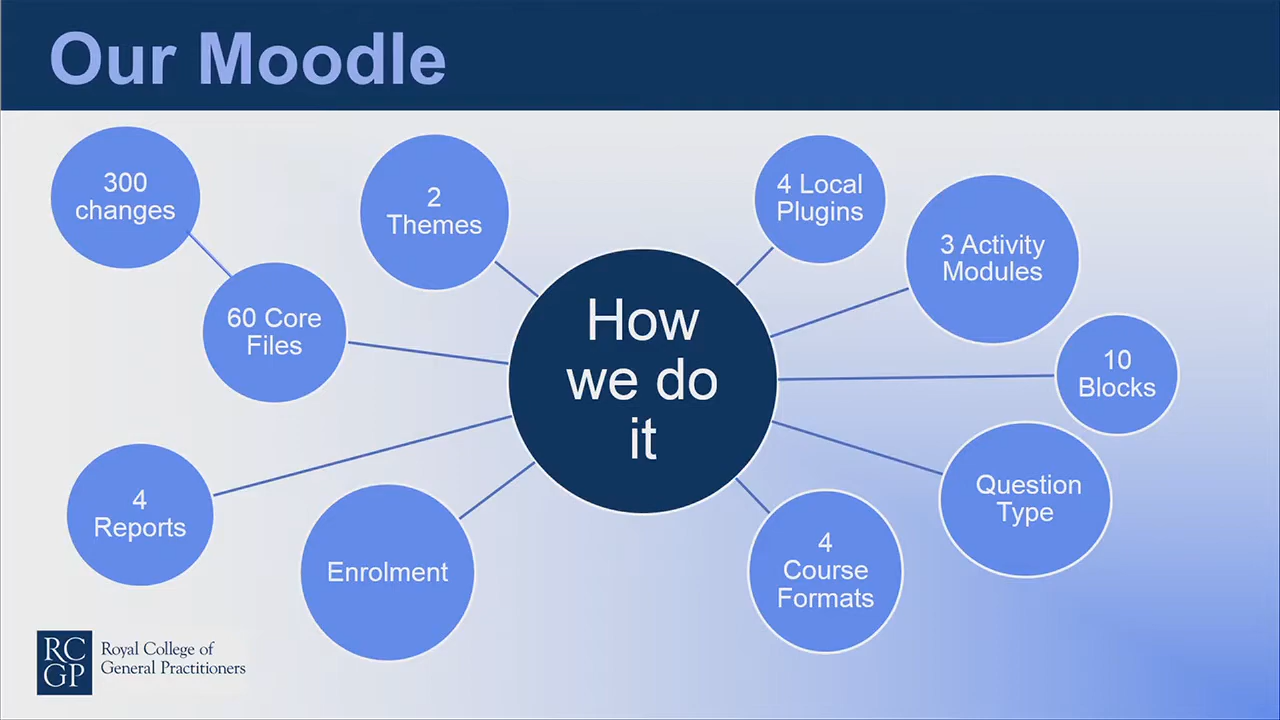 Our Moodle
300
changes
2
Themes
4 Local
Plugins
3 Activity
Modules
60 Core
Files
How
we do
it
10
Blocks
4
Reports
Enrolment
4
Course
Formats
Question
Type
RC
GP
Royal College of
General Practitioners